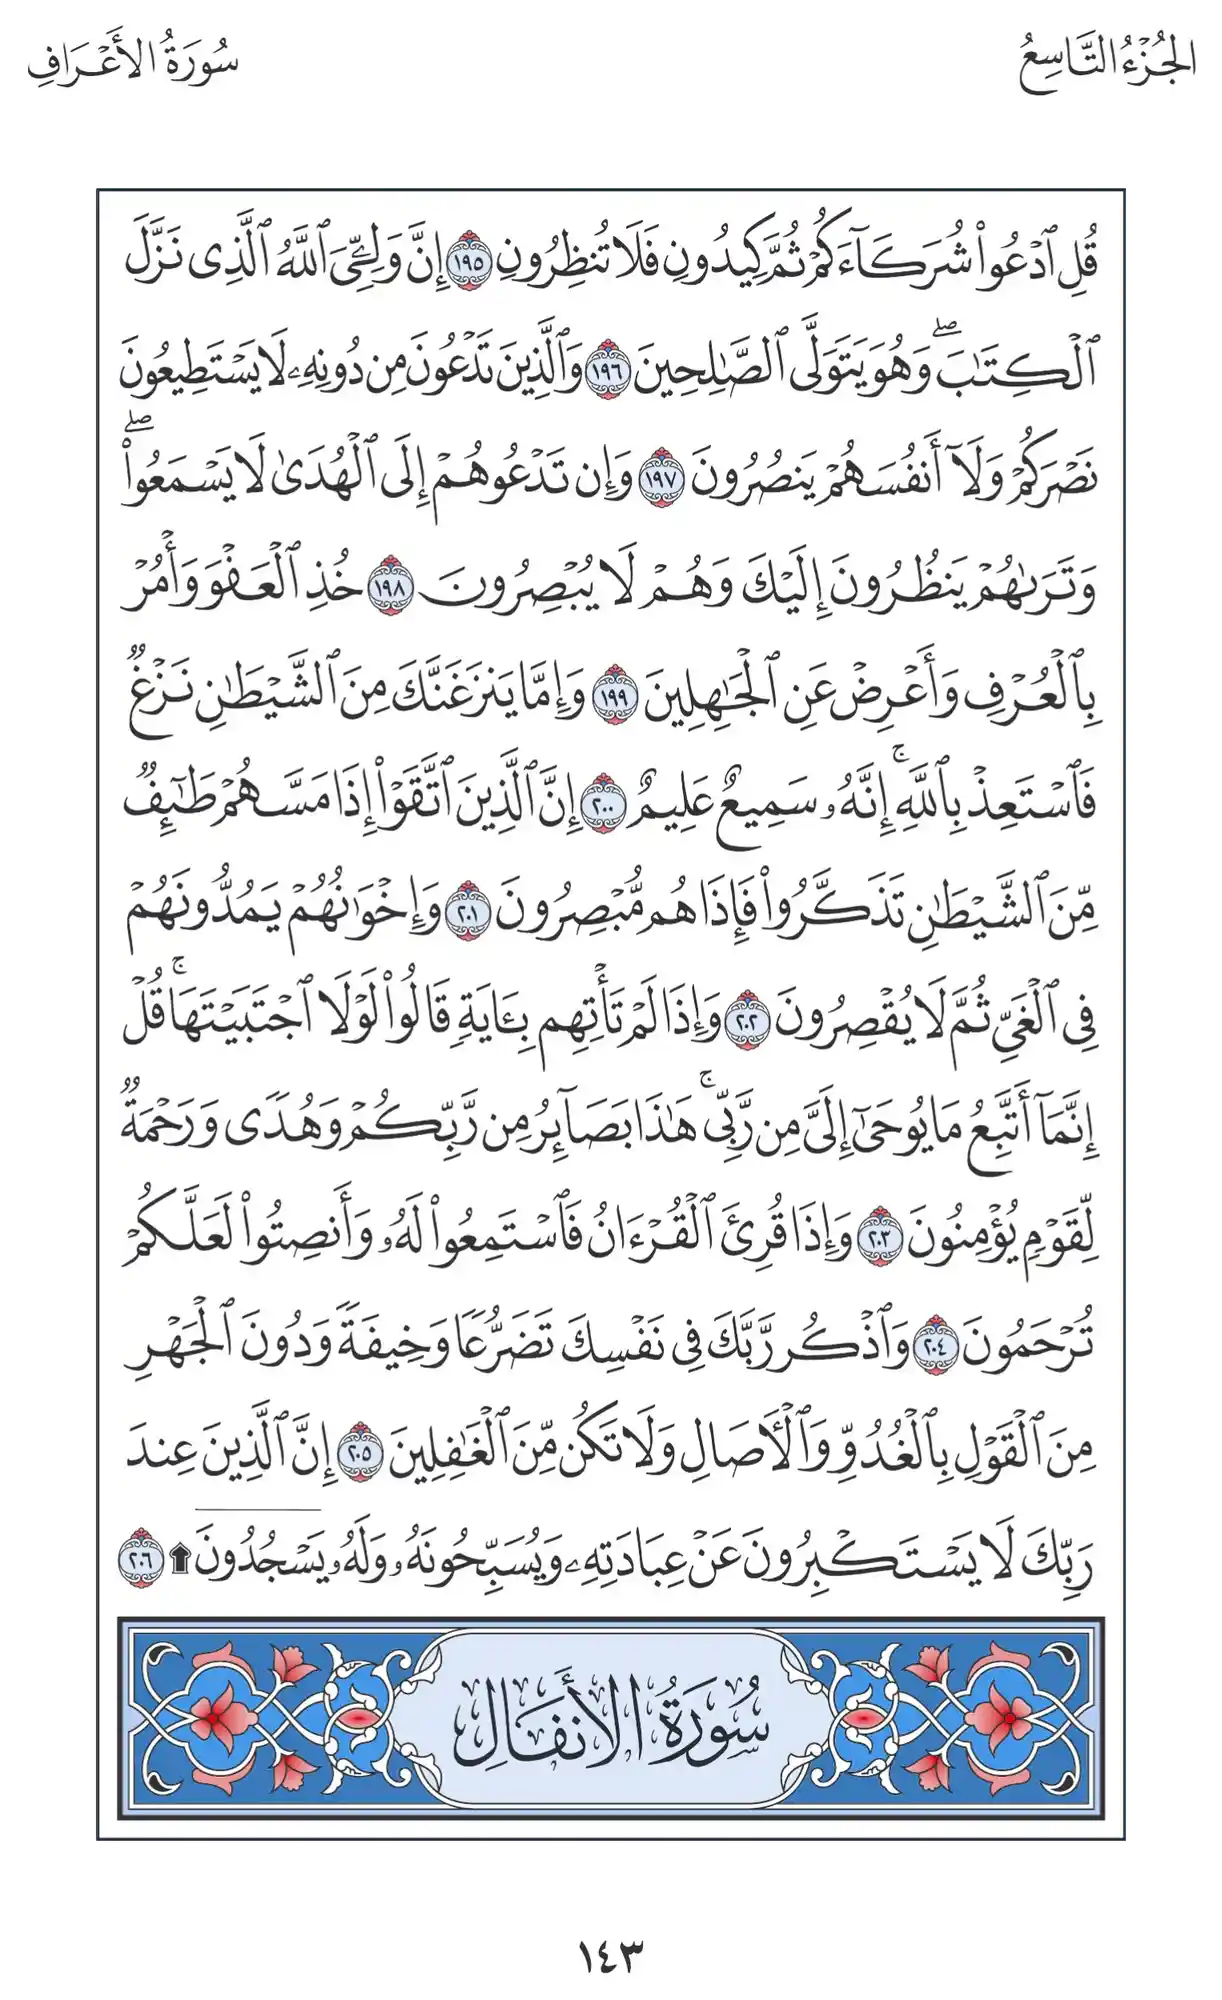 الجُزْءُ التَّاسِعُ
سُورَةُ الأَعْرَافِ
قُلِ ٱدْعُوا۟ شُرَكَآءَكُمْ ثُمَّ كِيدُونِ فَلَا تُنظِرُونِ ١٩٥ إِنَّ وَلِـِّۧىَ ٱللَّهُ ٱلَّذِى نَزَّلَ
ٱلْكِتَٰبَ ۖ وَهُوَ يَتَوَلَّى ٱلصَّٰلِحِينَ ١٩٦ وَٱلَّذِينَ تَدْعُونَ مِن دُونِهِۦ لَا يَسْتَطِيعُونَ
نَصْرَكُمْ وَلَآ أَنفُسَهُمْ يَنصُرُونَ ١٩٧ وَإِن تَدْعُوهُمْ إِلَى ٱلْهُدَىٰ لَا يَسْمَعُوا۟ ۖ
وَتَرَىٰهُمْ يَنظُرُونَ إِلَيْكَ وَهُمْ لَا يُبْصِرُونَ ١٩٨ خُذِ ٱلْعَفْوَ وَأْمُرْ
بِٱلْعُرْفِ وَأَعْرِضْ عَنِ ٱلْجَٰهِلِينَ ١٩٩ وَإِمَّا يَنزَغَنَّكَ مِنَ ٱلشَّيْطَٰنِ نَزْغٌ
فَٱسْتَعِذْ بِٱللَّهِ ۚ إِنَّهُۥ سَمِيعٌ عَلِيمٌ ٢٠٠ إِنَّ ٱلَّذِينَ ٱتَّقَوْا۟ إِذَا مَسَّهُمْ طَٰٓئِفٌ
مِّنَ ٱلشَّيْطَٰنِ تَذَكَّرُوا۟ فَإِذَا هُم مُّبْصِرُونَ ٢٠١ وَإِخْوَٰنُهُمْ يَمُدُّونَهُمْ
فِى ٱلْغَىِّ ثُمَّ لَا يُقْصِرُونَ ٢٠٢ وَإِذَا لَمْ تَأْتِهِم بِـَٔايَةٍ قَالُوا۟ لَوْلَا ٱجْتَبَيْتَهَا ۚ قُلْ
إِنَّمَآ أَتَّبِعُ مَا يُوحَىٰٓ إِلَىَّ مِن رَّبِّى ۚ هَٰذَا بَصَآئِرُ مِن رَّبِّكُمْ وَهُدًى وَرَحْمَةٌ
لِّقَوْمٍ يُؤْمِنُونَ ٢٠٣ وَإِذَا قُرِئَ ٱلْقُرْءَانُ فَٱسْتَمِعُوا۟ لَهُۥ وَأَنصِتُوا۟ لَعَلَّكُمْ
تُرْحَمُونَ ٢٠٤ وَٱذْكُر رَّبَّكَ فِى نَفْسِكَ تَضَرُّعًا وَخِيفَةً وَدُونَ ٱلْجَهْرِ
مِنَ ٱلْقَوْلِ بِٱلْغُدُوِّ وَٱلْـَٔاصَالِ وَلَا تَكُن مِّنَ ٱلْغَٰفِلِينَ ٢٠٥ إِنَّ ٱلَّذِينَ عِندَ
رَبِّكَ لَا يَسْتَكْبِرُونَ عَنْ عِبَادَتِهِۦ وَيُسَبِّحُونَهُۥ وَلَهُۥ يَسْجُدُونَ ٢٠٦
سُورَةُ الأَنفَالِ
١٤٣